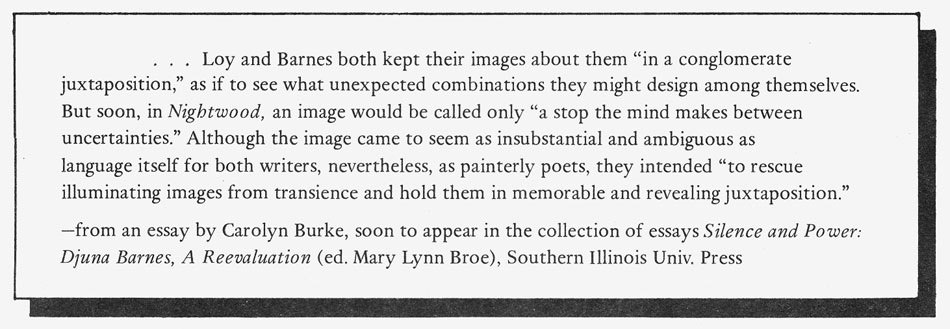 . . . Loy and Barnes both kept their images about them “in a conglomerate
juxtaposition,” as if to see what unexpected combinations they might design among themselves.
But soon, in Nightwood, an image would be called only “a stop the mind makes between
uncertainties.” Although the image came to seem as insubstantial and ambiguous as
language itself for both writers, nevertheless, as painterly poets, they intended “to rescue
illuminating images from transience and hold them in memorable and revealing juxtaposition.”
—from an essay by Carolyn Burke, soon to appear in the collection of essays Silence and Power:
Djuna Barnes, A Reevaluation (ed. Mary Lynn Broe), Southern Illinois Univ. Press